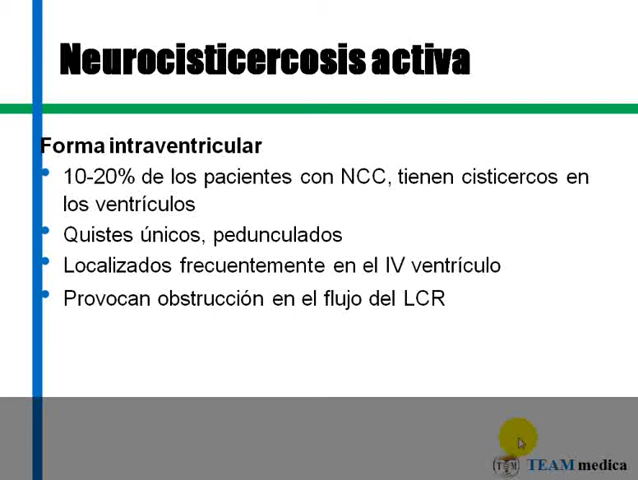 Neurocisticercosis activa
Forma intraventricular
• 10-20% de los pacientes con NCC, tienen cisticercos en
los ventrículos
• Quistes únicos, pedunculados
• Localizados frecuentemente en el IV ventrículo
• Provocan obstrucción en el flujo del LCR
TEAM medica